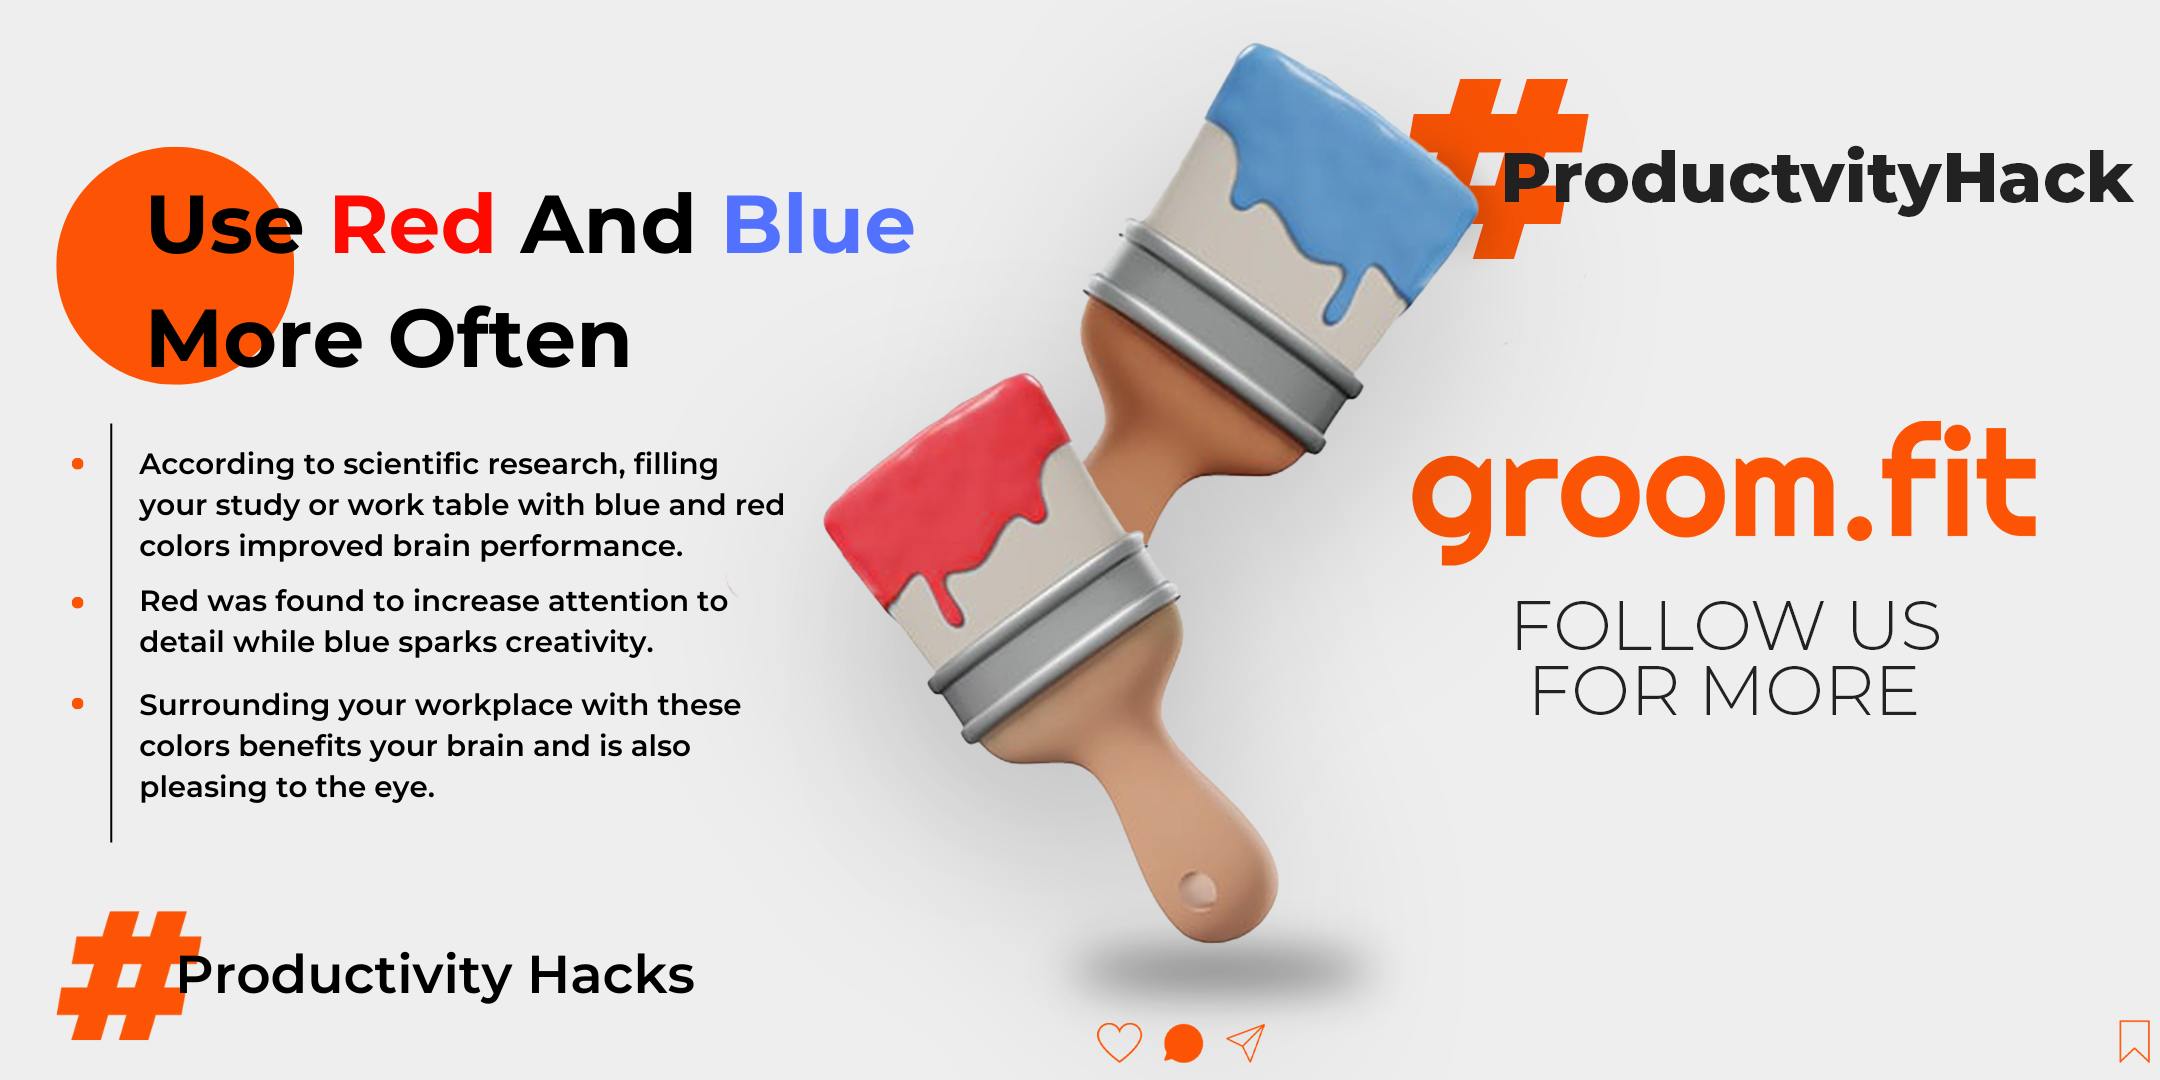 Use Red And Blue
More Often
According to scientific research, filling
your study or work table with blue and red
colors improved brain performance.
Red was found to increase attention to
detail while blue sparks creativity.
Surrounding your workplace with these
colors benefits your brain and is also
pleasing to the eye.
#Productivity Hacks
#ProductvityHack
groom.fit
FOLLOW US
FOR MORE